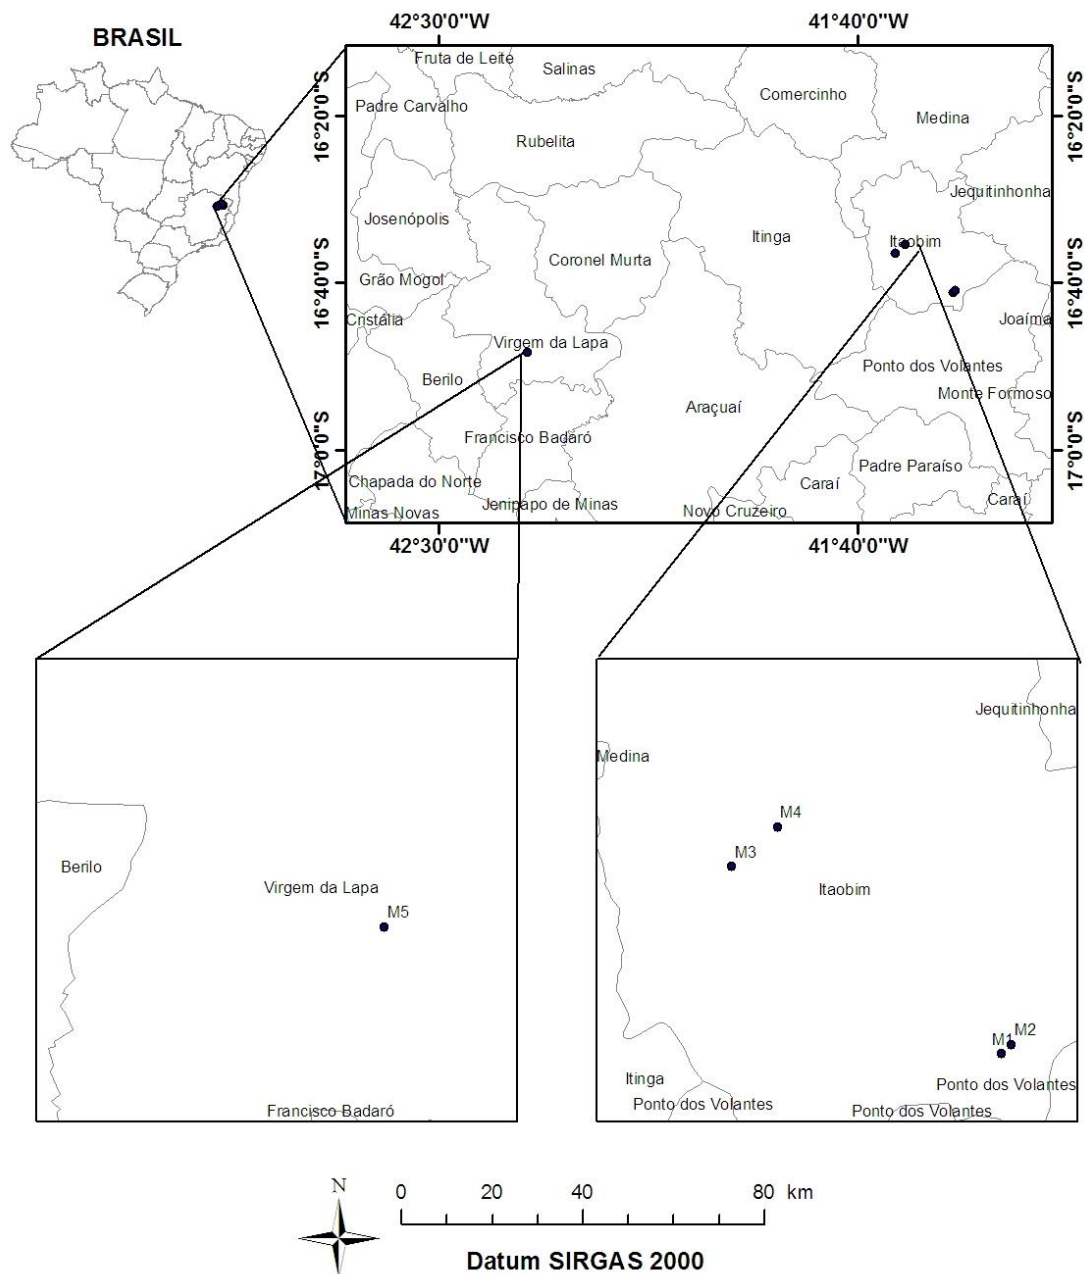 BRASIL
42°30'0"W
41°40'0"W
Fruta de Leite
Salinas
Comercinho
Padre Carvalho
Medina
16°20'0"S
16°20'0"S
Rubelita
Jequitinhonha
Josenópolis
Itinga
Itaobim
Coronel Murta
Grão Mogol
16°40'0"S
16°40'0"S
Cristália
Joaíma
Virgem da Lapa
Ponto dos Volantes
Berilo
Monte Formoso
Araçuaí
Francisco Badaró
17°0'0"S
17°0'0"S
Padre Paraíso
Chapada do Norte
Caraí
Caraí
Jenipapo de Minas
Minas Novas
Novo Cruzeiro
42°30'0"W
41°40'0"W
Berilo
Virgem da Lapa
M5
Francisco Badaró
Jequitinhonha
Medina
M4
M3
Itaobim
M2
M1
Itinga
Ponto dos Volantes
Ponto dos Volantes
Ponto dos Volantes
N
0 20 40 80 km
Datum SIRGAS 2000